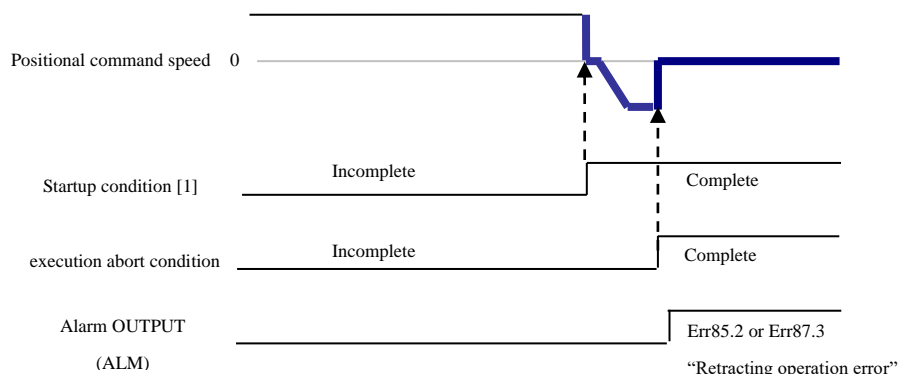 Positional command speed 0
Incomplete
Startup condition [1]
Complete
Incomplete
execution abort condition
Complete
Alarm OUTPUT
(ALM)
Err85.2 or Err87.3
“Retracting operation error”